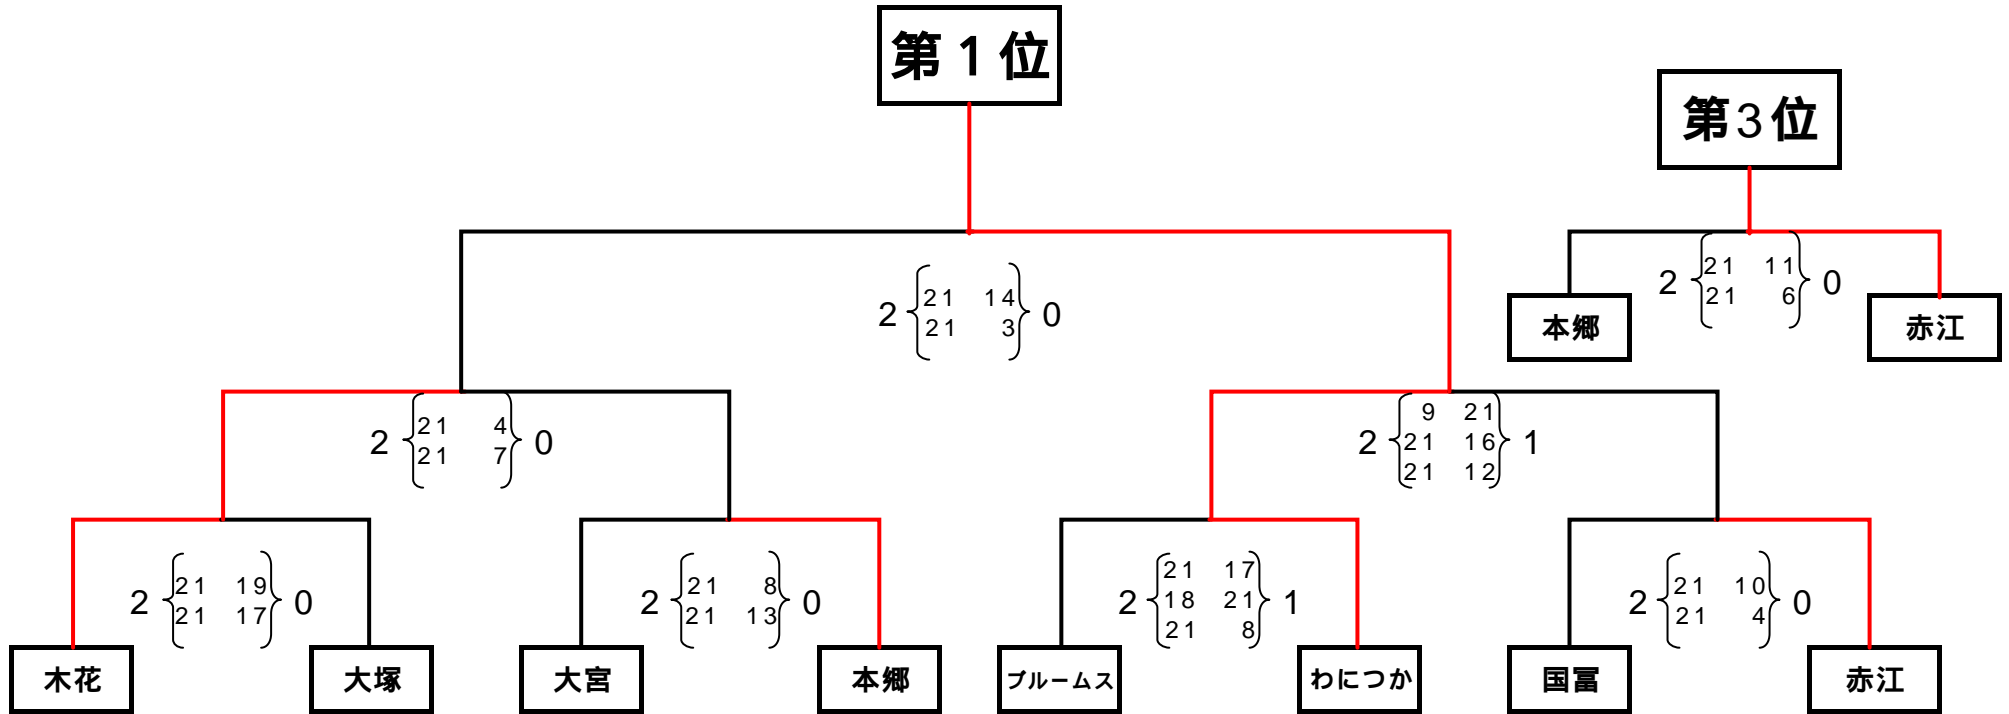 第1位
第3位
2 21 14 0
21 3
2 21 11 0
21 6
本郷
赤江
2 21 4 0
21 7
9 21
2 21 16 1
21 12
2 21 19 0
21 17
2 21 8 0
21 13
21 17
2 18 21 1
21 8
2 21 10 0
21 4
木花
大塚
大宮
本郷
ブルームス
わにつか
国冨
赤江